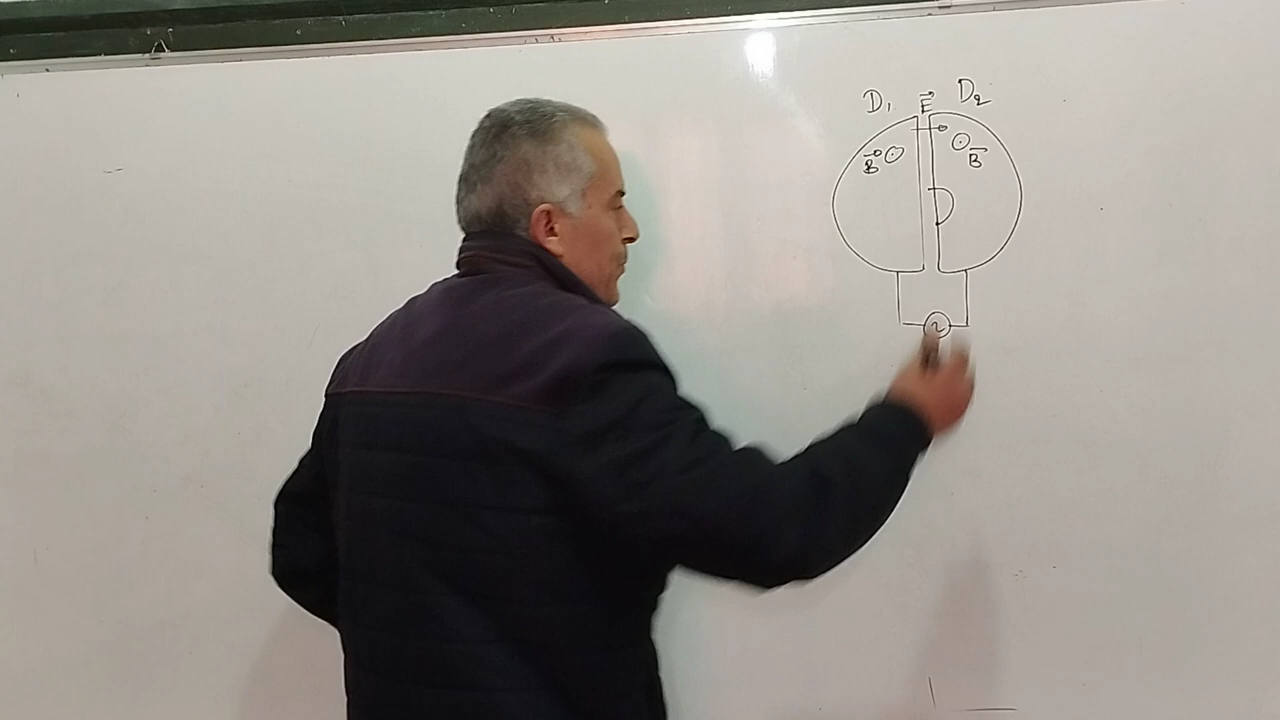 D₁ E⃗ D₂
B⃗ ⊙ ⊙ B⃗
~